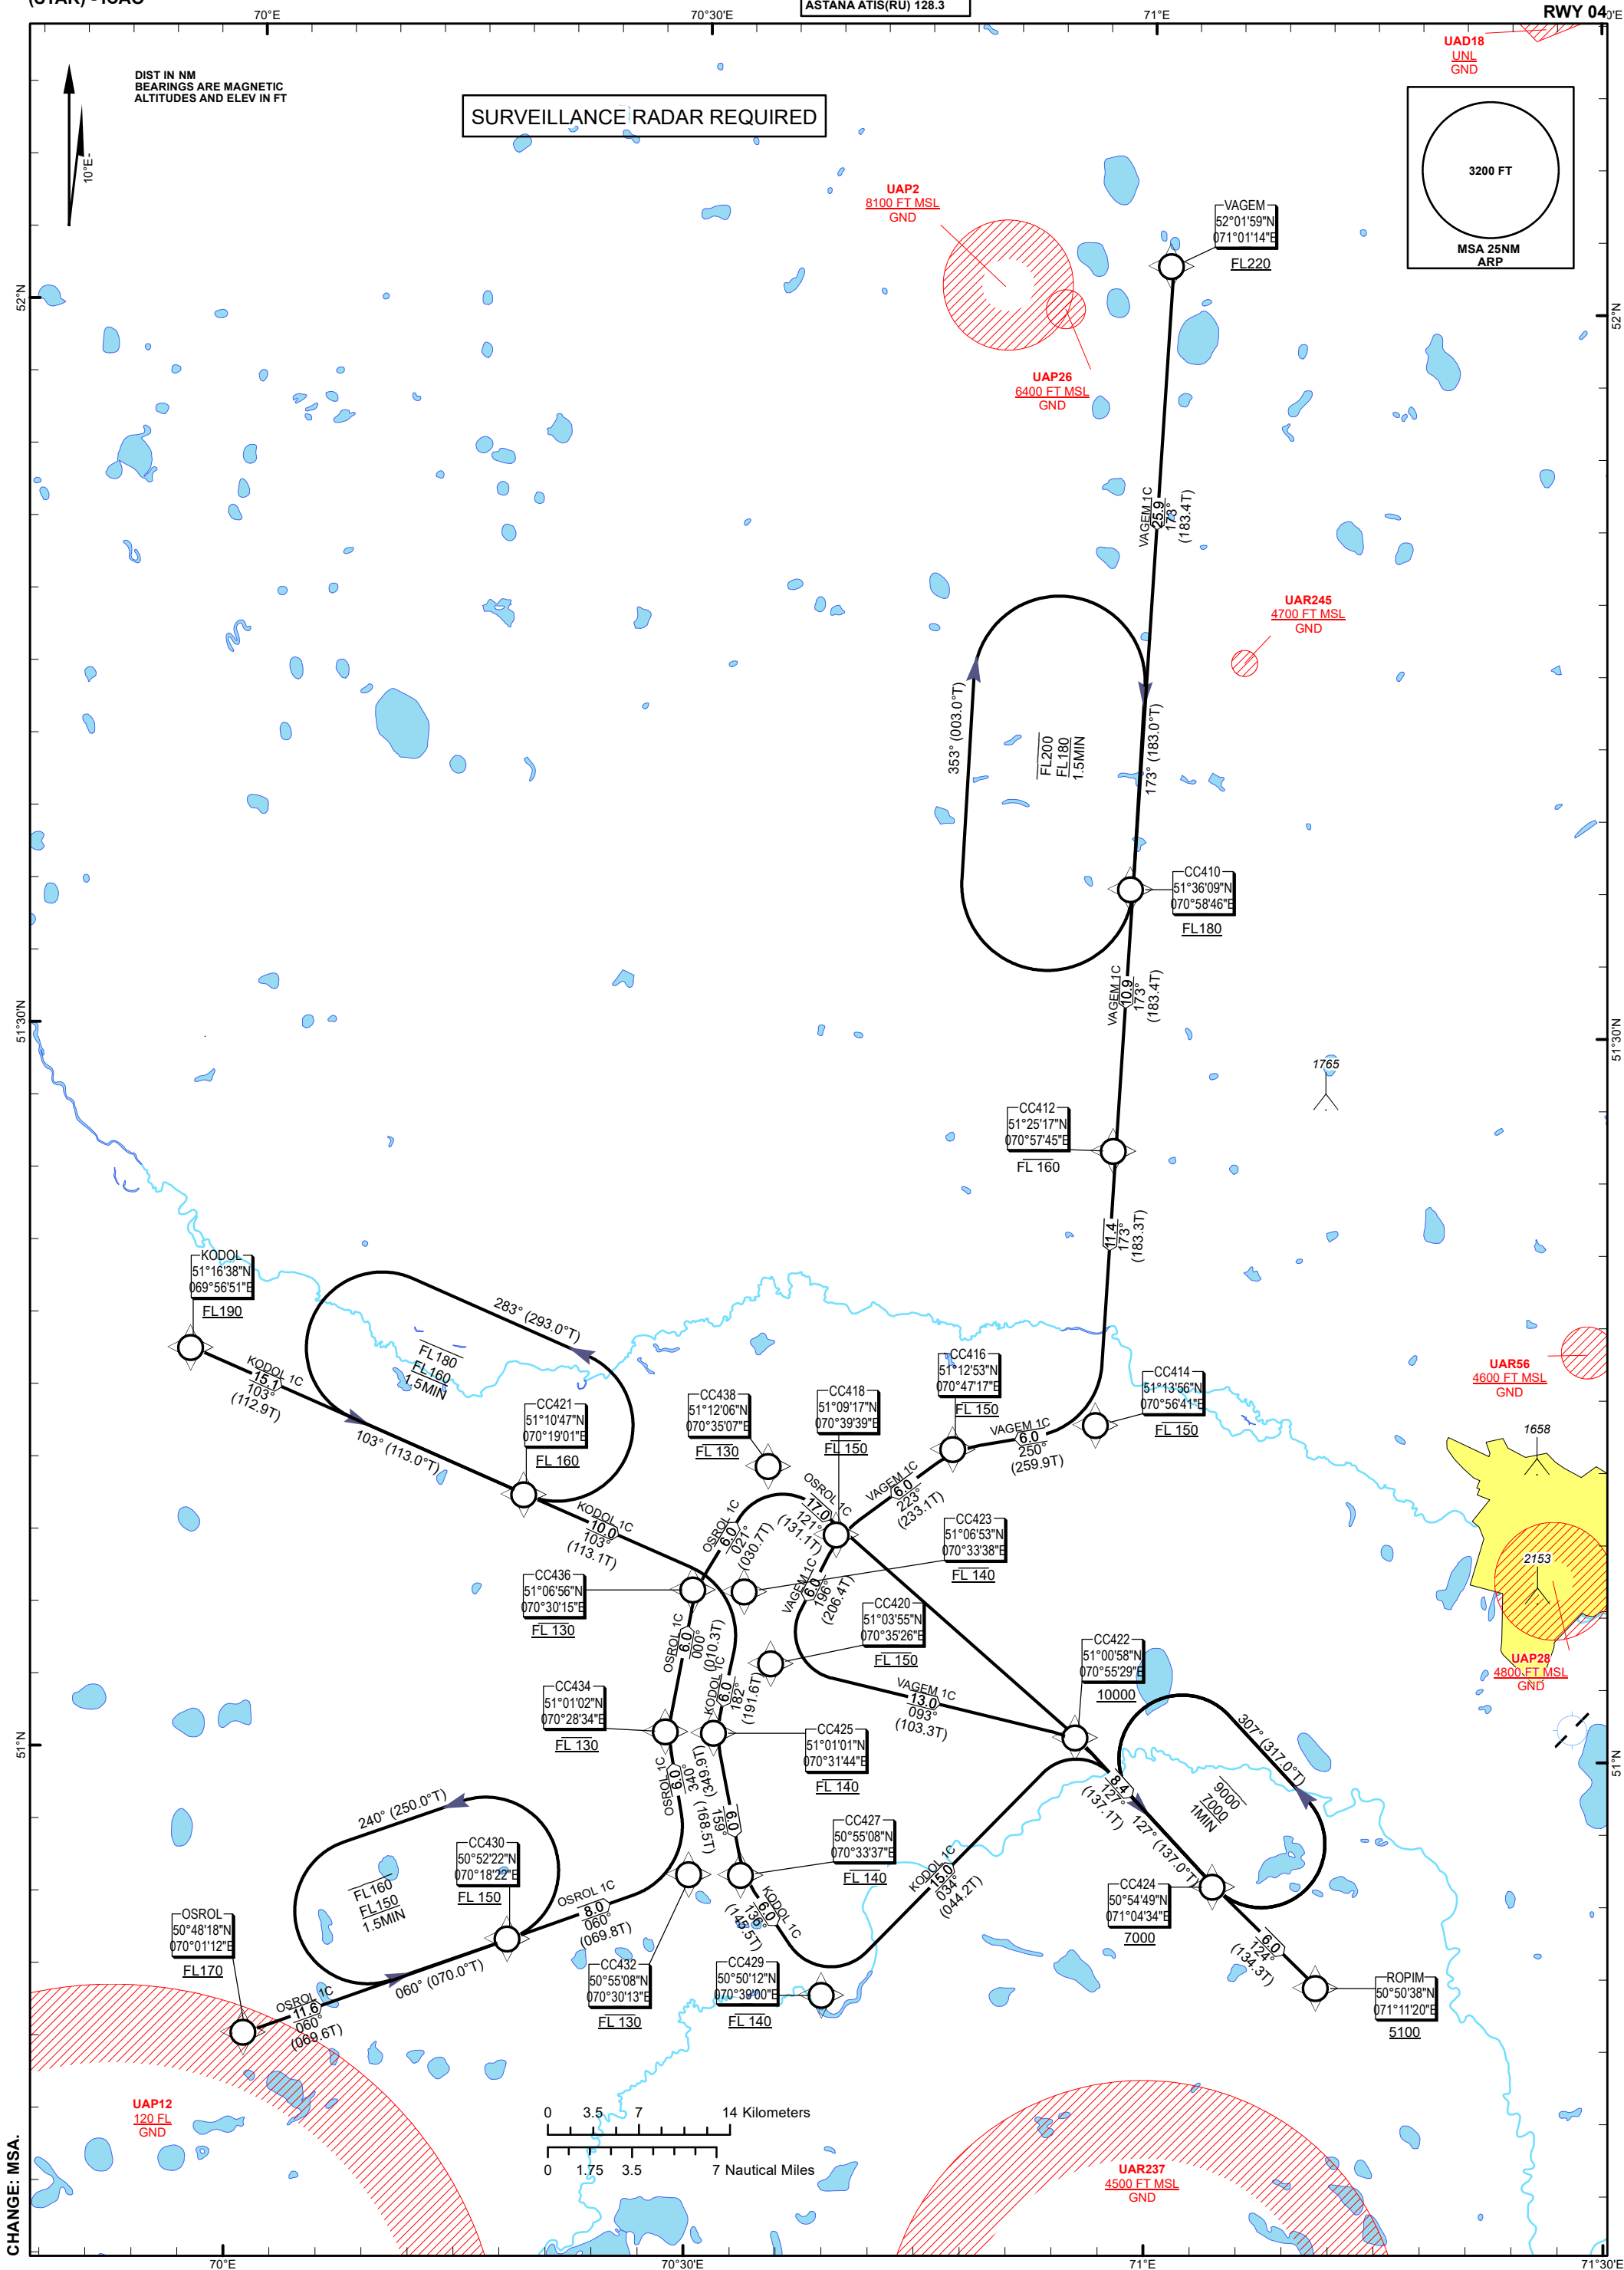 (STAR) - ICAO
ASTANA ATIS(RU) 128.3
RWY 04
70°E
70°30'E
71°E
0'E
DIST IN NM
BEARINGS ARE MAGNETIC
ALTITUDES AND ELEV IN FT
10°E-
SURVEILLANCE RADAR REQUIRED
UAD18
UNL
GND
3200 FT
MSA 25NM
ARP
UAP2
8100 FT MSL
GND
VAGEM
52°01'59"N
071°01'14"E
FL220
52°N
52°N
UAP26
6400 FT MSL
GND
VAGEM 1C
25.9
173°
(183.4T)
UAR245
4700 FT MSL
GND
353° (003.0°T)
FL200
FL180
1.5MIN
173° (183.0°T)
CC410
51°36'09"N
070°58'46"E
FL180
VAGEM 1C
10.9
173°
(183.4T)
51°30'N
51°30'N
1765
CC412
51°25'17"N
070°57'45"E
FL 160
11.4
173°
(183.3T)
KODOL
51°16'38"N
069°56'51"E
FL190
283° (293.0°T)
FL180
FL160
1.5MIN
KODOL 1C
15.1
103°
(112.9T)
103° (113.0°T)
CC421
51°10'47"N
070°19'01"E
FL 160
CC438
51°12'06"N
070°35'07"E
FL 130
CC418
51°09'17"N
070°39'39"E
FL 150
CC416
51°12'53"N
070°47'17"E
FL 150
CC414
51°13'56"N
070°56'41"E
FL 150
UAR56
4600 FT MSL
GND
1658
VAGEM 1C
6.0
250°
(259.9T)
VAGEM 1C
6.0
223°
(233.1T)
OSROL 1C
17.0
121°
(131.1T)
KODOL 1C
10.0
103°
(113.1T)
OSROL 1C
6.0
021°
(030.7T)
CC423
51°06'53"N
070°33'38"E
FL 140
CC436
51°06'56"N
070°30'15"E
FL 130
VAGEM 1C
6.0
196°
(206.4T)
2153
CC420
51°03'55"N
070°35'26"E
FL 150
OSROL 1C
6.0
000°
(010.3T)
KODOL 1C
6.0
182°
(191.6T)
CC422
51°00'58"N
070°55'29"E
10000
UAP28
4800 FT MSL
GND
VAGEM 1C
13.0
093°
(103.3T)
CC434
51°01'02"N
070°28'34"E
FL 130
CC425
51°01'01"N
070°31'44"E
FL 140
51°N
51°N
307° (317.0°T)
9000
7000
1MIN
8.4
127°
(137.1T)
127° (137.0°T)
OSROL 1C
6.0
340°
(349.9T)
6.0
159°
(168.5T)
240° (250.0°T)
CC430
50°52'22"N
070°18'22"E
FL 150
CC427
50°55'08"N
070°33'37"E
FL 140
FL160
FL150
1.5MIN
OSROL 1C
8.0
060°
(069.8T)
KODOL 1C
6.0
136°
(145.5T)
KODOL 1C
15.0
034°
(044.2T)
CC424
50°54'49"N
071°04'34"E
7000
OSROL
50°48'18"N
070°01'12"E
FL170
060° (070.0°T)
OSROL 1C
11.6
060°
(069.6T)
CC432
50°55'08"N
070°30'13"E
FL 130
CC429
50°50'12"N
070°39'00"E
FL 140
6.0
124°
(134.3T)
ROPIM
50°50'38"N
071°11'20"E
5100
UAP12
120 FL
GND
0 3.5 7 14 Kilometers
0 1.75 3.5 7 Nautical Miles
UAR237
4500 FT MSL
GND
CHANGE: MSA.
70°E
70°30'E
71°E
71°30'E